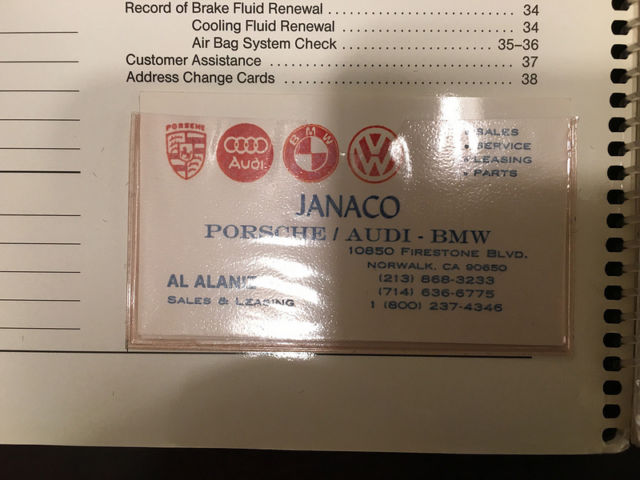 Record of Brake Fluid Renewal 34
Cooling Fluid Renewal 34
Air Bag System Check 35–36
Customer Assistance 37
Address Change Cards 38
PORSCHE
Audi
BMW
VW
SALES
SERVICE
LEASING
PARTS
JANACO
PORSCHE / AUDI - BMW
10850 FIRESTONE BLVD.
NORWALK, CA 90650
AL
(213) 868-3233
(714) 636-6775
SALES & LEASING
1 (800) 237-4346